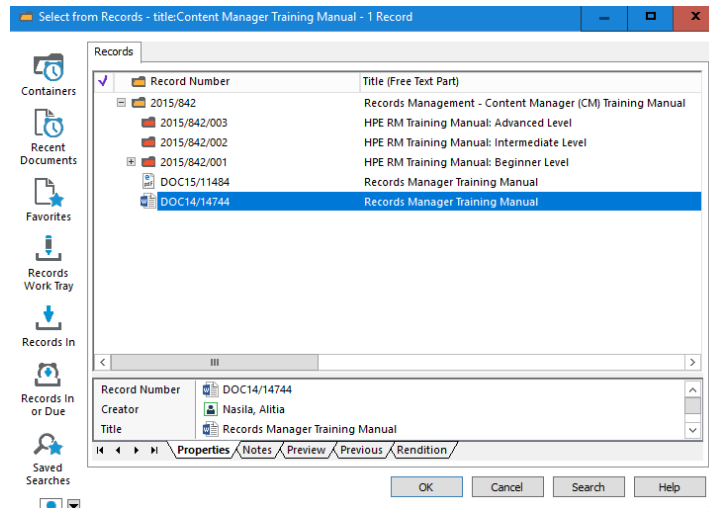 Select from Records - title:Content Manager Training Manual - 1 Record
Containers
Recent
Documents
Favorites
Records
Work Tray
Records In
Records In
or Due
Saved
Searches
Records
Record Number Title (Free Text Part)
2015/842 Records Management - Content Manager (CM) Training Manual
2015/842/003 HPE RM Training Manual: Advanced Level
2015/842/002 HPE RM Training Manual: Intermediate Level
2015/842/001 HPE RM Training Manual: Beginner Level
DOC15/11484 Records Manager Training Manual
DOC14/14744 Records Manager Training Manual
Record Number DOC14/14744
Creator Nasila, Alitia
Title Records Manager Training Manual
Properties Notes Preview Previous Rendition
OK Cancel Search Help